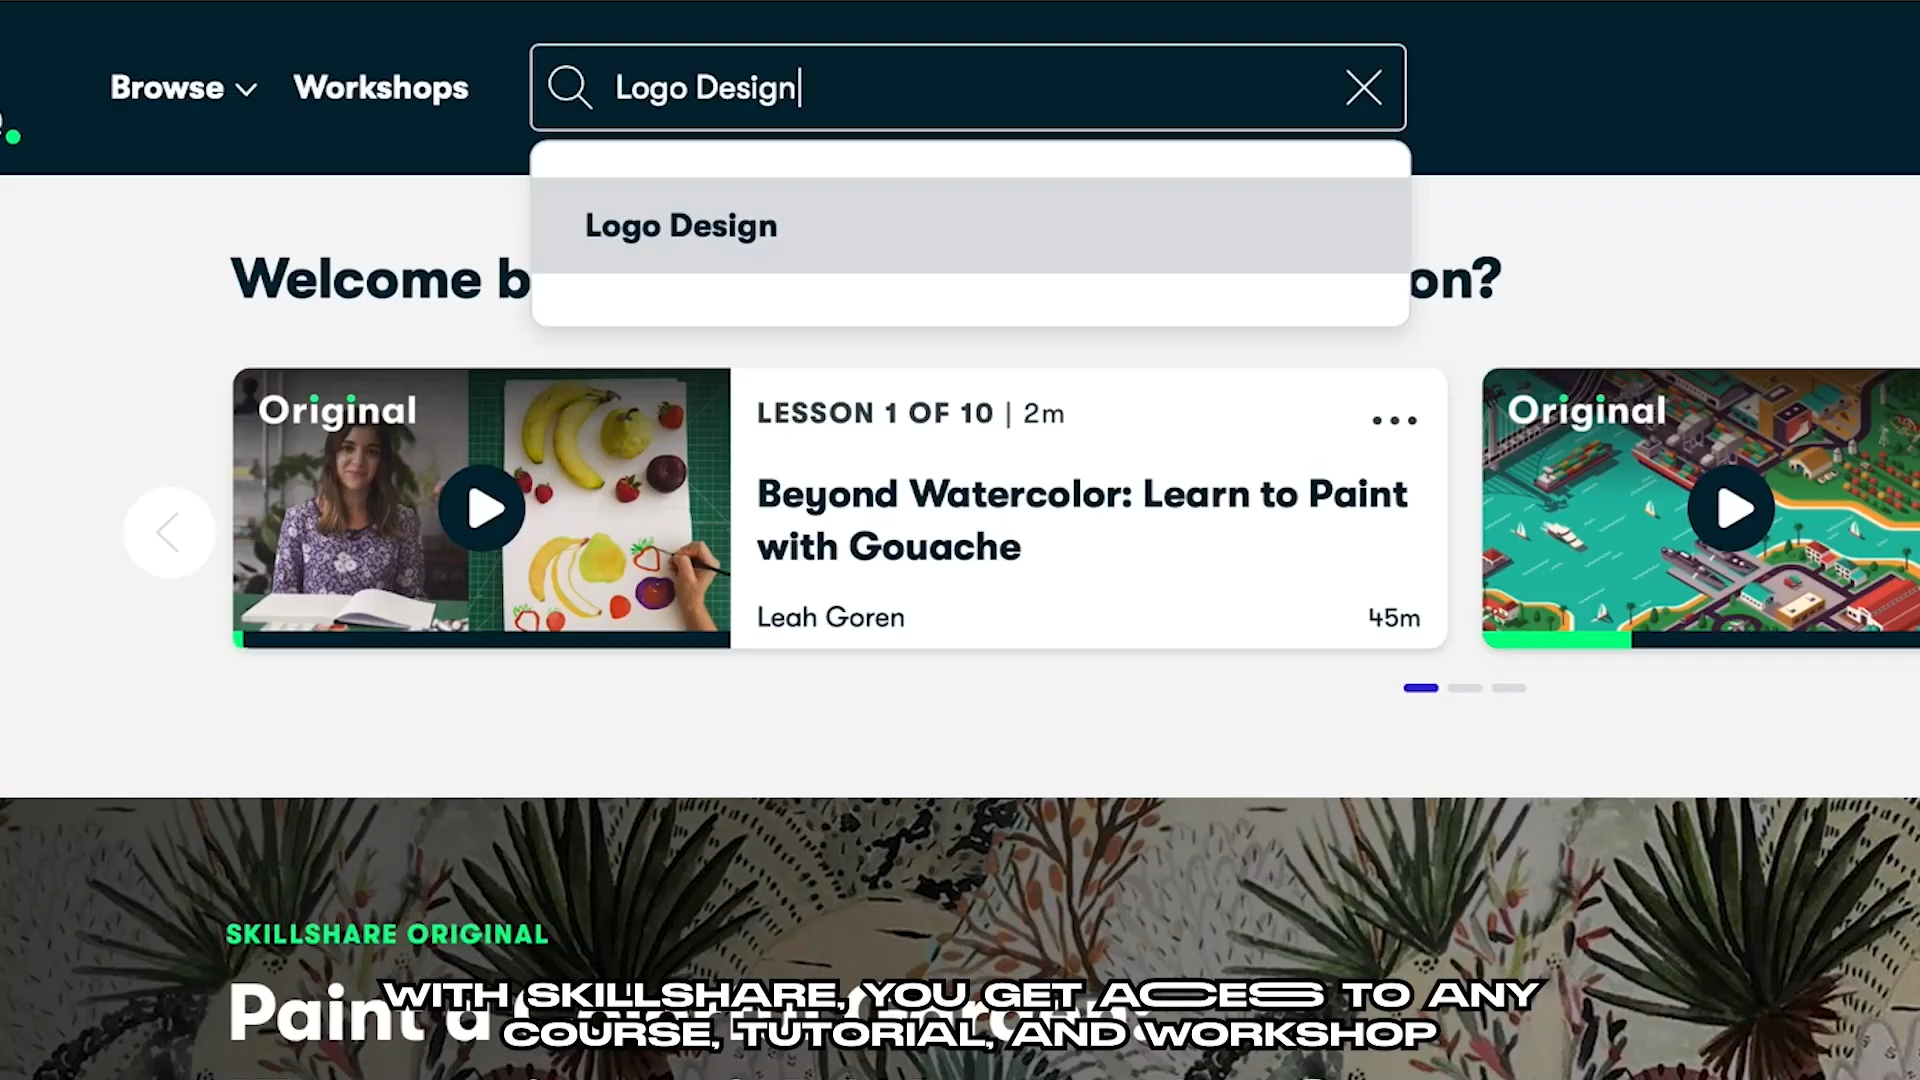 Browse Workshops Logo Design
Logo Design
Welcome b on?
Original
LESSON 1 OF 10 | 2m
Beyond Watercolor: Learn to Paint
with Gouache
Leah Goren 45m
Original
SKILLSHARE ORIGINAL
Paint a
WITH SKILLSHARE, YOU GET ACCESS TO ANY
COURSE, TUTORIAL, AND WORKSHOP